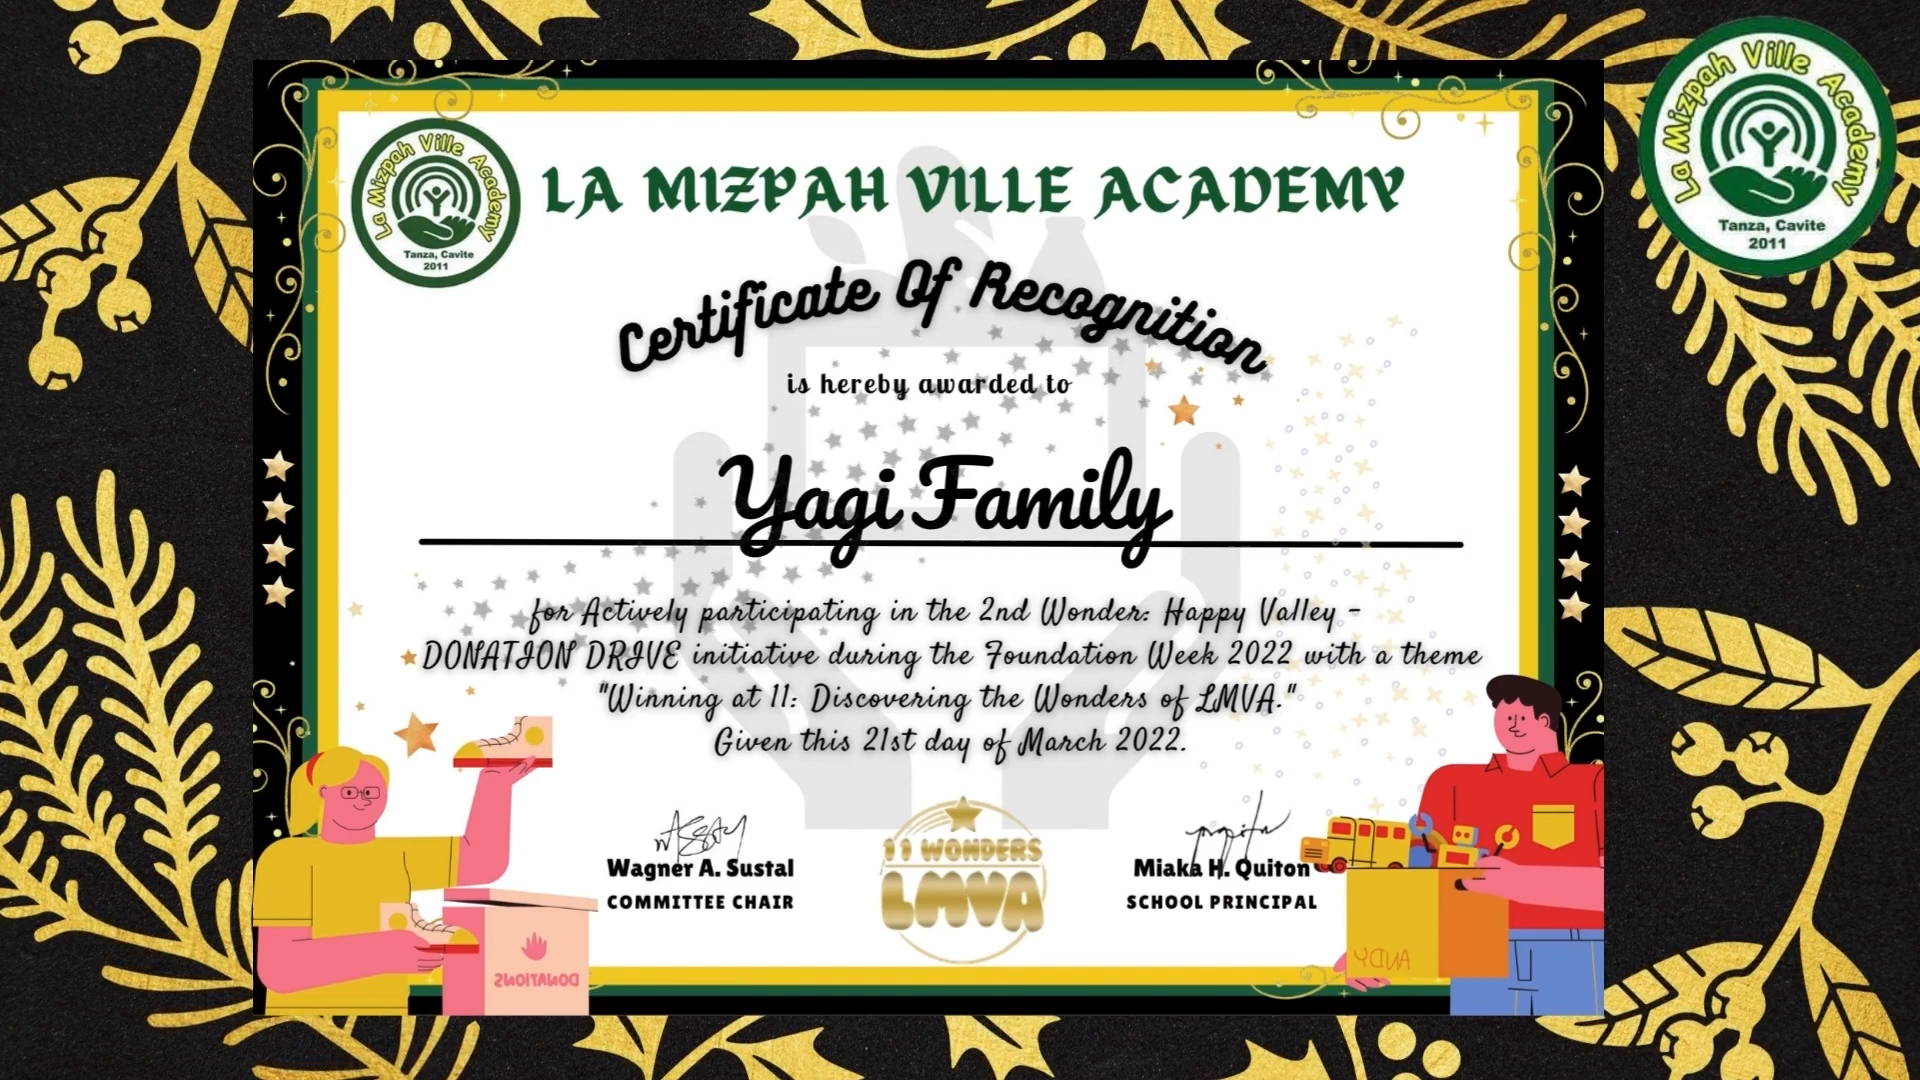 La Mizpah Ville Academy
Tanza, Cavite
2011
La Mizpah Ville Academy
Tanza, Cavite
2011
LA MIZPAH VILLE ACADEMY
Certificate Of Recognition
is hereby awarded to
Yagi Family
for Actively participating in the 2nd Wonder: Happy Valley -
DONATION DRIVE initiative during the Foundation Week 2022 with a theme
"Winning at 11: Discovering the Wonders of LMVA."
Given this 21st day of March 2022.
Wagner A. Sustal
COMMITTEE CHAIR
11 WONDERS
LMVA
Miaka H. Quiton
SCHOOL PRINCIPAL
DONATIONS
ANDY